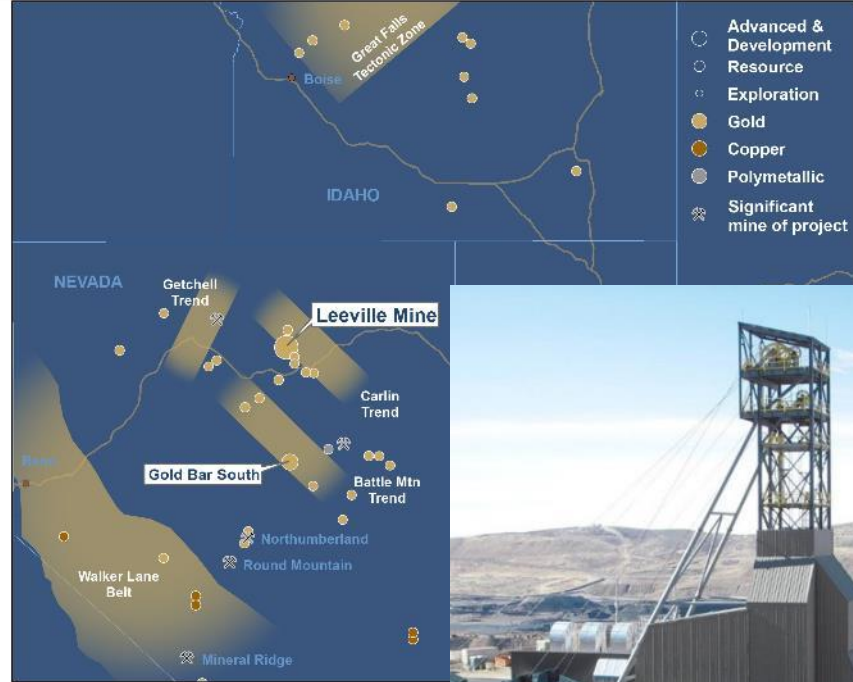 Great Falls
Tectonic Zone
Boise
IDAHO
Advanced &
Development
Resource
Exploration
Gold
Copper
Polymetallic
Significant
mine of project
NEVADA
Getchell
Trend
Leeville Mine
Carlin
Trend
Reno
Gold Bar South
Battle Mtn
Trend
Northumberland
Round Mountain
Walker Lane
Belt
Mineral Ridge